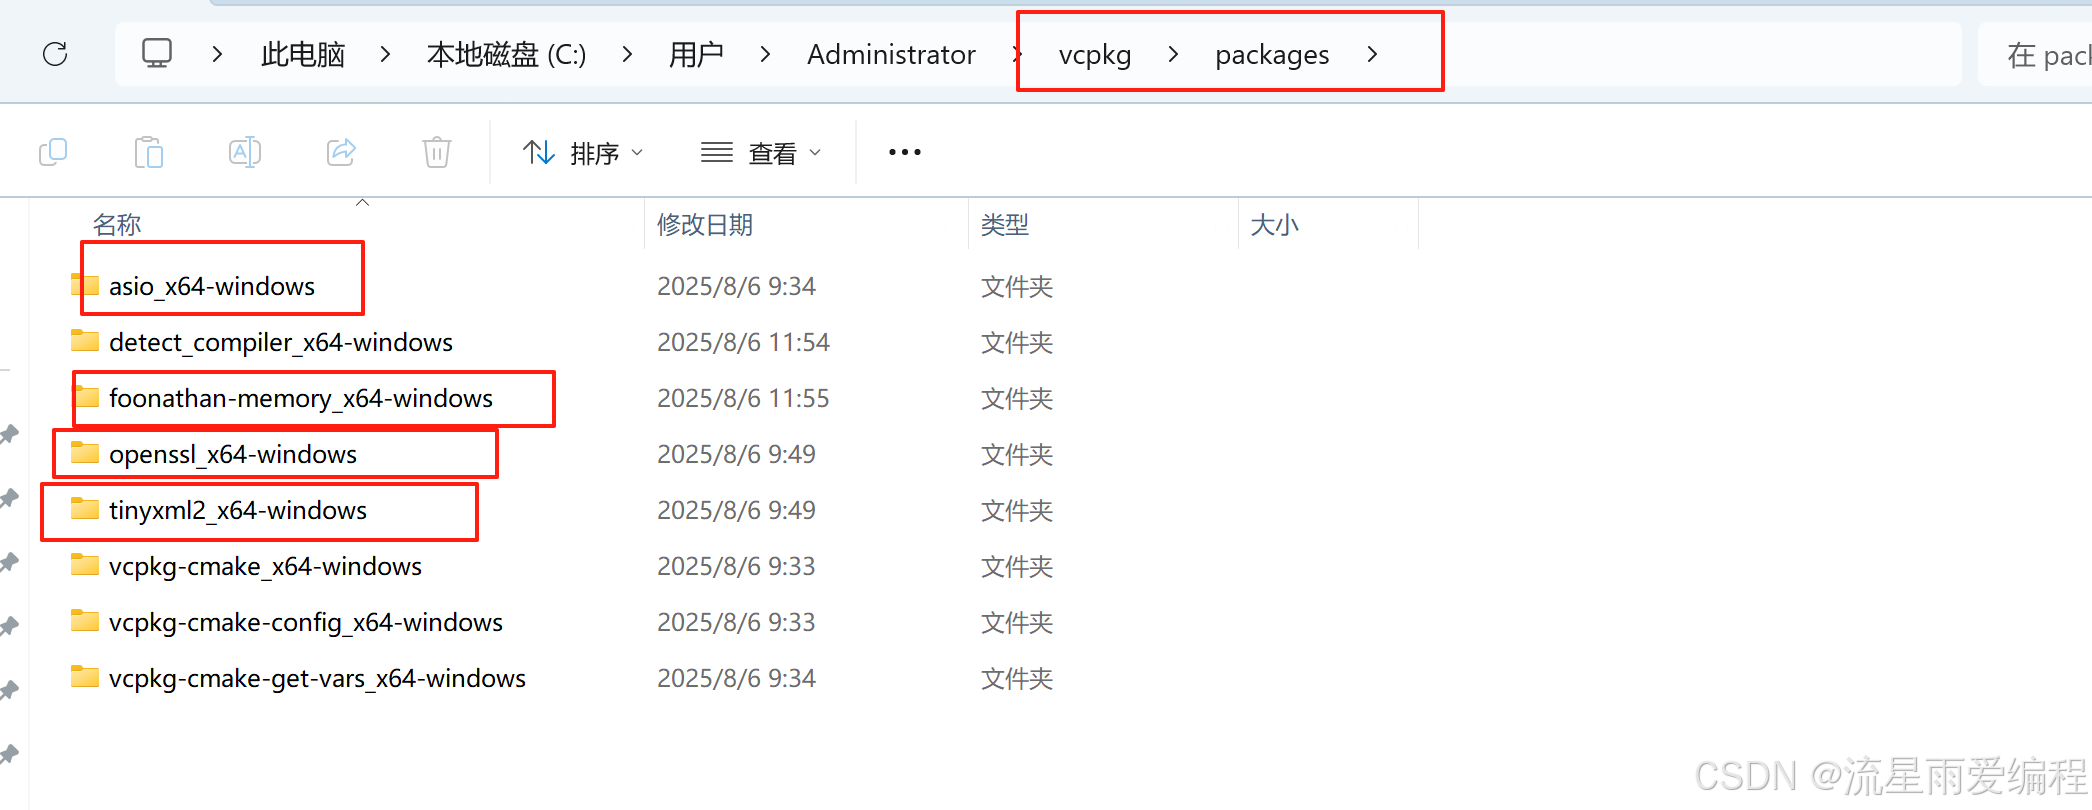 此电脑 本地磁盘 (C:) 用户 Administrator vcpkg packages 在 pack
排序 查看
名称 修改日期 类型 大小
asio_x64-windows 2025/8/6 9:34 文件夹
detect_compiler_x64-windows 2025/8/6 11:54 文件夹
foonathan-memory_x64-windows 2025/8/6 11:55 文件夹
openssl_x64-windows 2025/8/6 9:49 文件夹
tinyxml2_x64-windows 2025/8/6 9:49 文件夹
vcpkg-cmake_x64-windows 2025/8/6 9:33 文件夹
vcpkg-cmake-config_x64-windows 2025/8/6 9:33 文件夹
vcpkg-cmake-get-vars_x64-windows 2025/8/6 9:34 文件夹
CSDN @流星雨爱编程